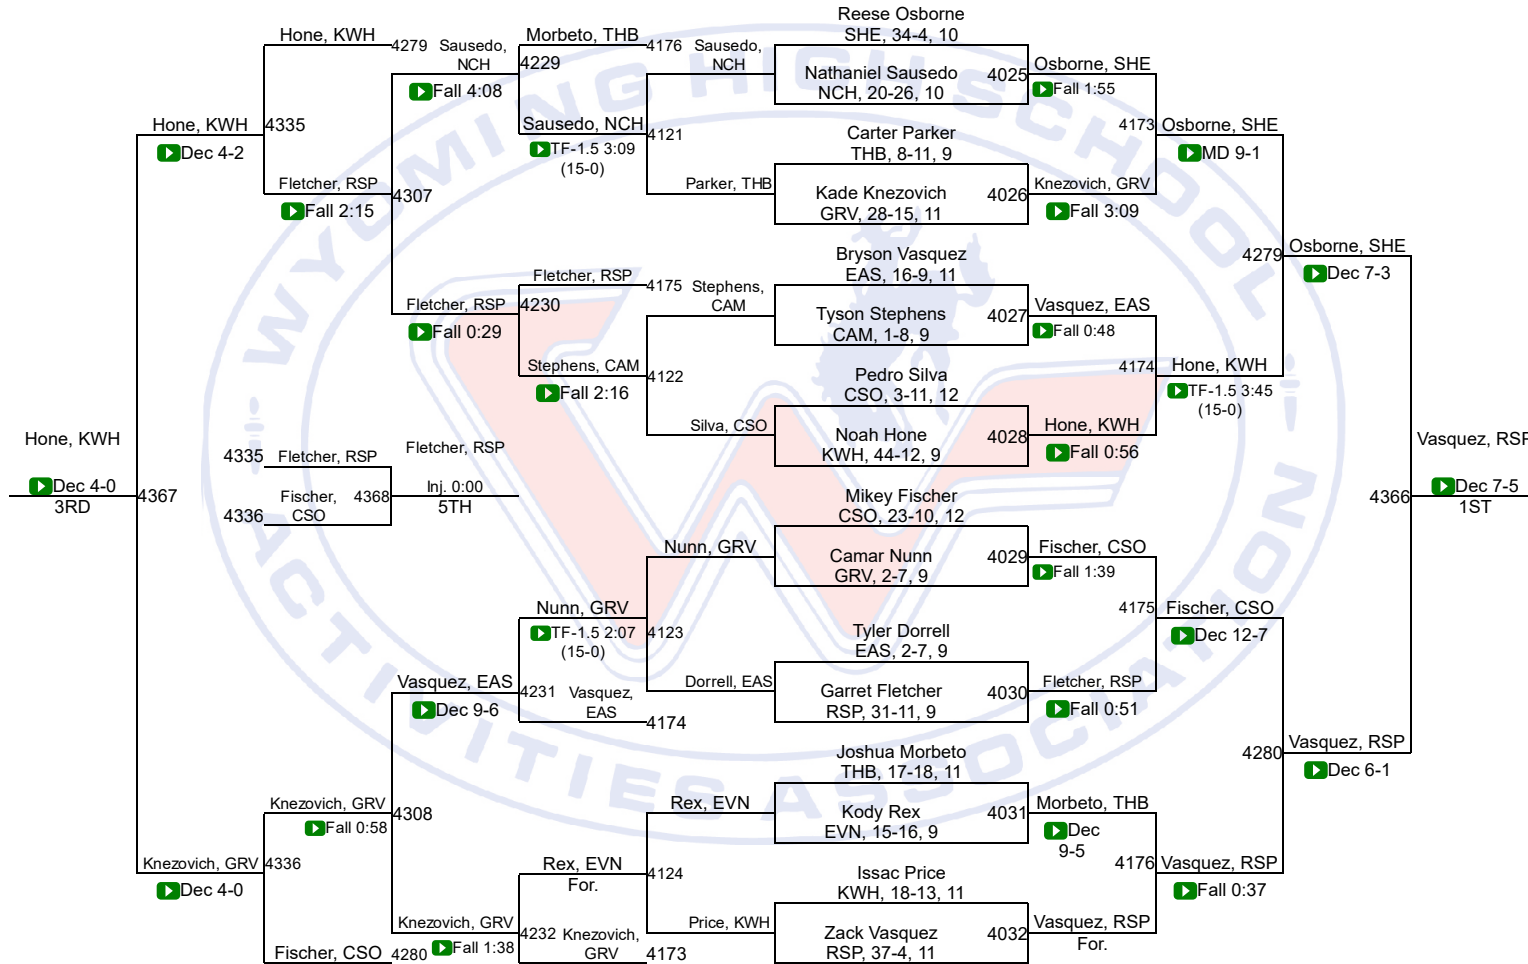 Reese Osborne
SHE, 34-4, 10
Hone, KWH
4279
Sausedo,
NCH
Morbeto, THB
4176
Sausedo,
NCH
4229
Fall 4:08
Nathaniel Sausedo
NCH, 20-26, 10
4025
Osborne, SHE
Fall 1:55
Hone, KWH
4335
Dec 4-2
Sausedo, NCH
4121
TF-1.5 3:09
(15-0)
Carter Parker
THB, 8-11, 9
4173
Osborne, SHE
MD 9-1
Fletcher, RSP
4307
Fall 2:15
Parker, THB
Kade Knezovich
GRV, 28-15, 11
4026
Knezovich, GRV
Fall 3:09
Bryson Vasquez
EAS, 16-9, 11
4279
Osborne, SHE
Dec 7-3
Fletcher, RSP
4175
Stephens,
CAM
Fletcher, RSP
4230
Fall 0:29
Tyson Stephens
CAM, 1-8, 9
4027
Vasquez, EAS
Fall 0:48
Stephens, CAM
4122
Fall 2:16
Pedro Silva
CSO, 3-11, 12
4174
Hone, KWH
TF-1.5 3:45
(15-0)
Silva, CSO
Noah Hone
KWH, 44-12, 9
4028
Hone, KWH
Fall 0:56
Hone, KWH
Dec 4-0
3RD
4367
4335
Fletcher, RSP
Fletcher, RSP
Fischer,
CSO
4368
4336
Inj. 0:00
5TH
Vasquez, RSP
4366
Dec 7-5
1ST
Mikey Fischer
CSO, 23-10, 12
Nunn, GRV
Camar Nunn
GRV, 2-7, 9
4029
Fischer, CSO
Fall 1:39
Nunn, GRV
4123
TF-1.5 2:07
(15-0)
4175
Fischer, CSO
Dec 12-7
Tyler Dorrell
EAS, 2-7, 9
Vasquez, EAS
4231
Dec 9-6
Vasquez,
EAS
4174
Dorrell, EAS
Garret Fletcher
RSP, 31-11, 9
4030
Fletcher, RSP
Fall 0:51
Joshua Morbeto
THB, 17-18, 11
4280
Vasquez, RSP
Dec 6-1
Knezovich, GRV
4308
Fall 0:58
Rex, EVN
Kody Rex
EVN, 15-16, 9
4031
Morbeto, THB
Dec
9-5
Knezovich, GRV
4336
Dec 4-0
Rex, EVN
For.
4124
Issac Price
KWH, 18-13, 11
4176
Vasquez, RSP
Fall 0:37
Knezovich, GRV
Fall 1:38
4232
Knezovich,
GRV
4173
Price, KWH
Zack Vasquez
RSP, 37-4, 11
4032
Vasquez, RSP
For.
Fischer, CSO
4280
WYOMING HIGH SCHOOL
ACTIVITIES ASSOCIATION